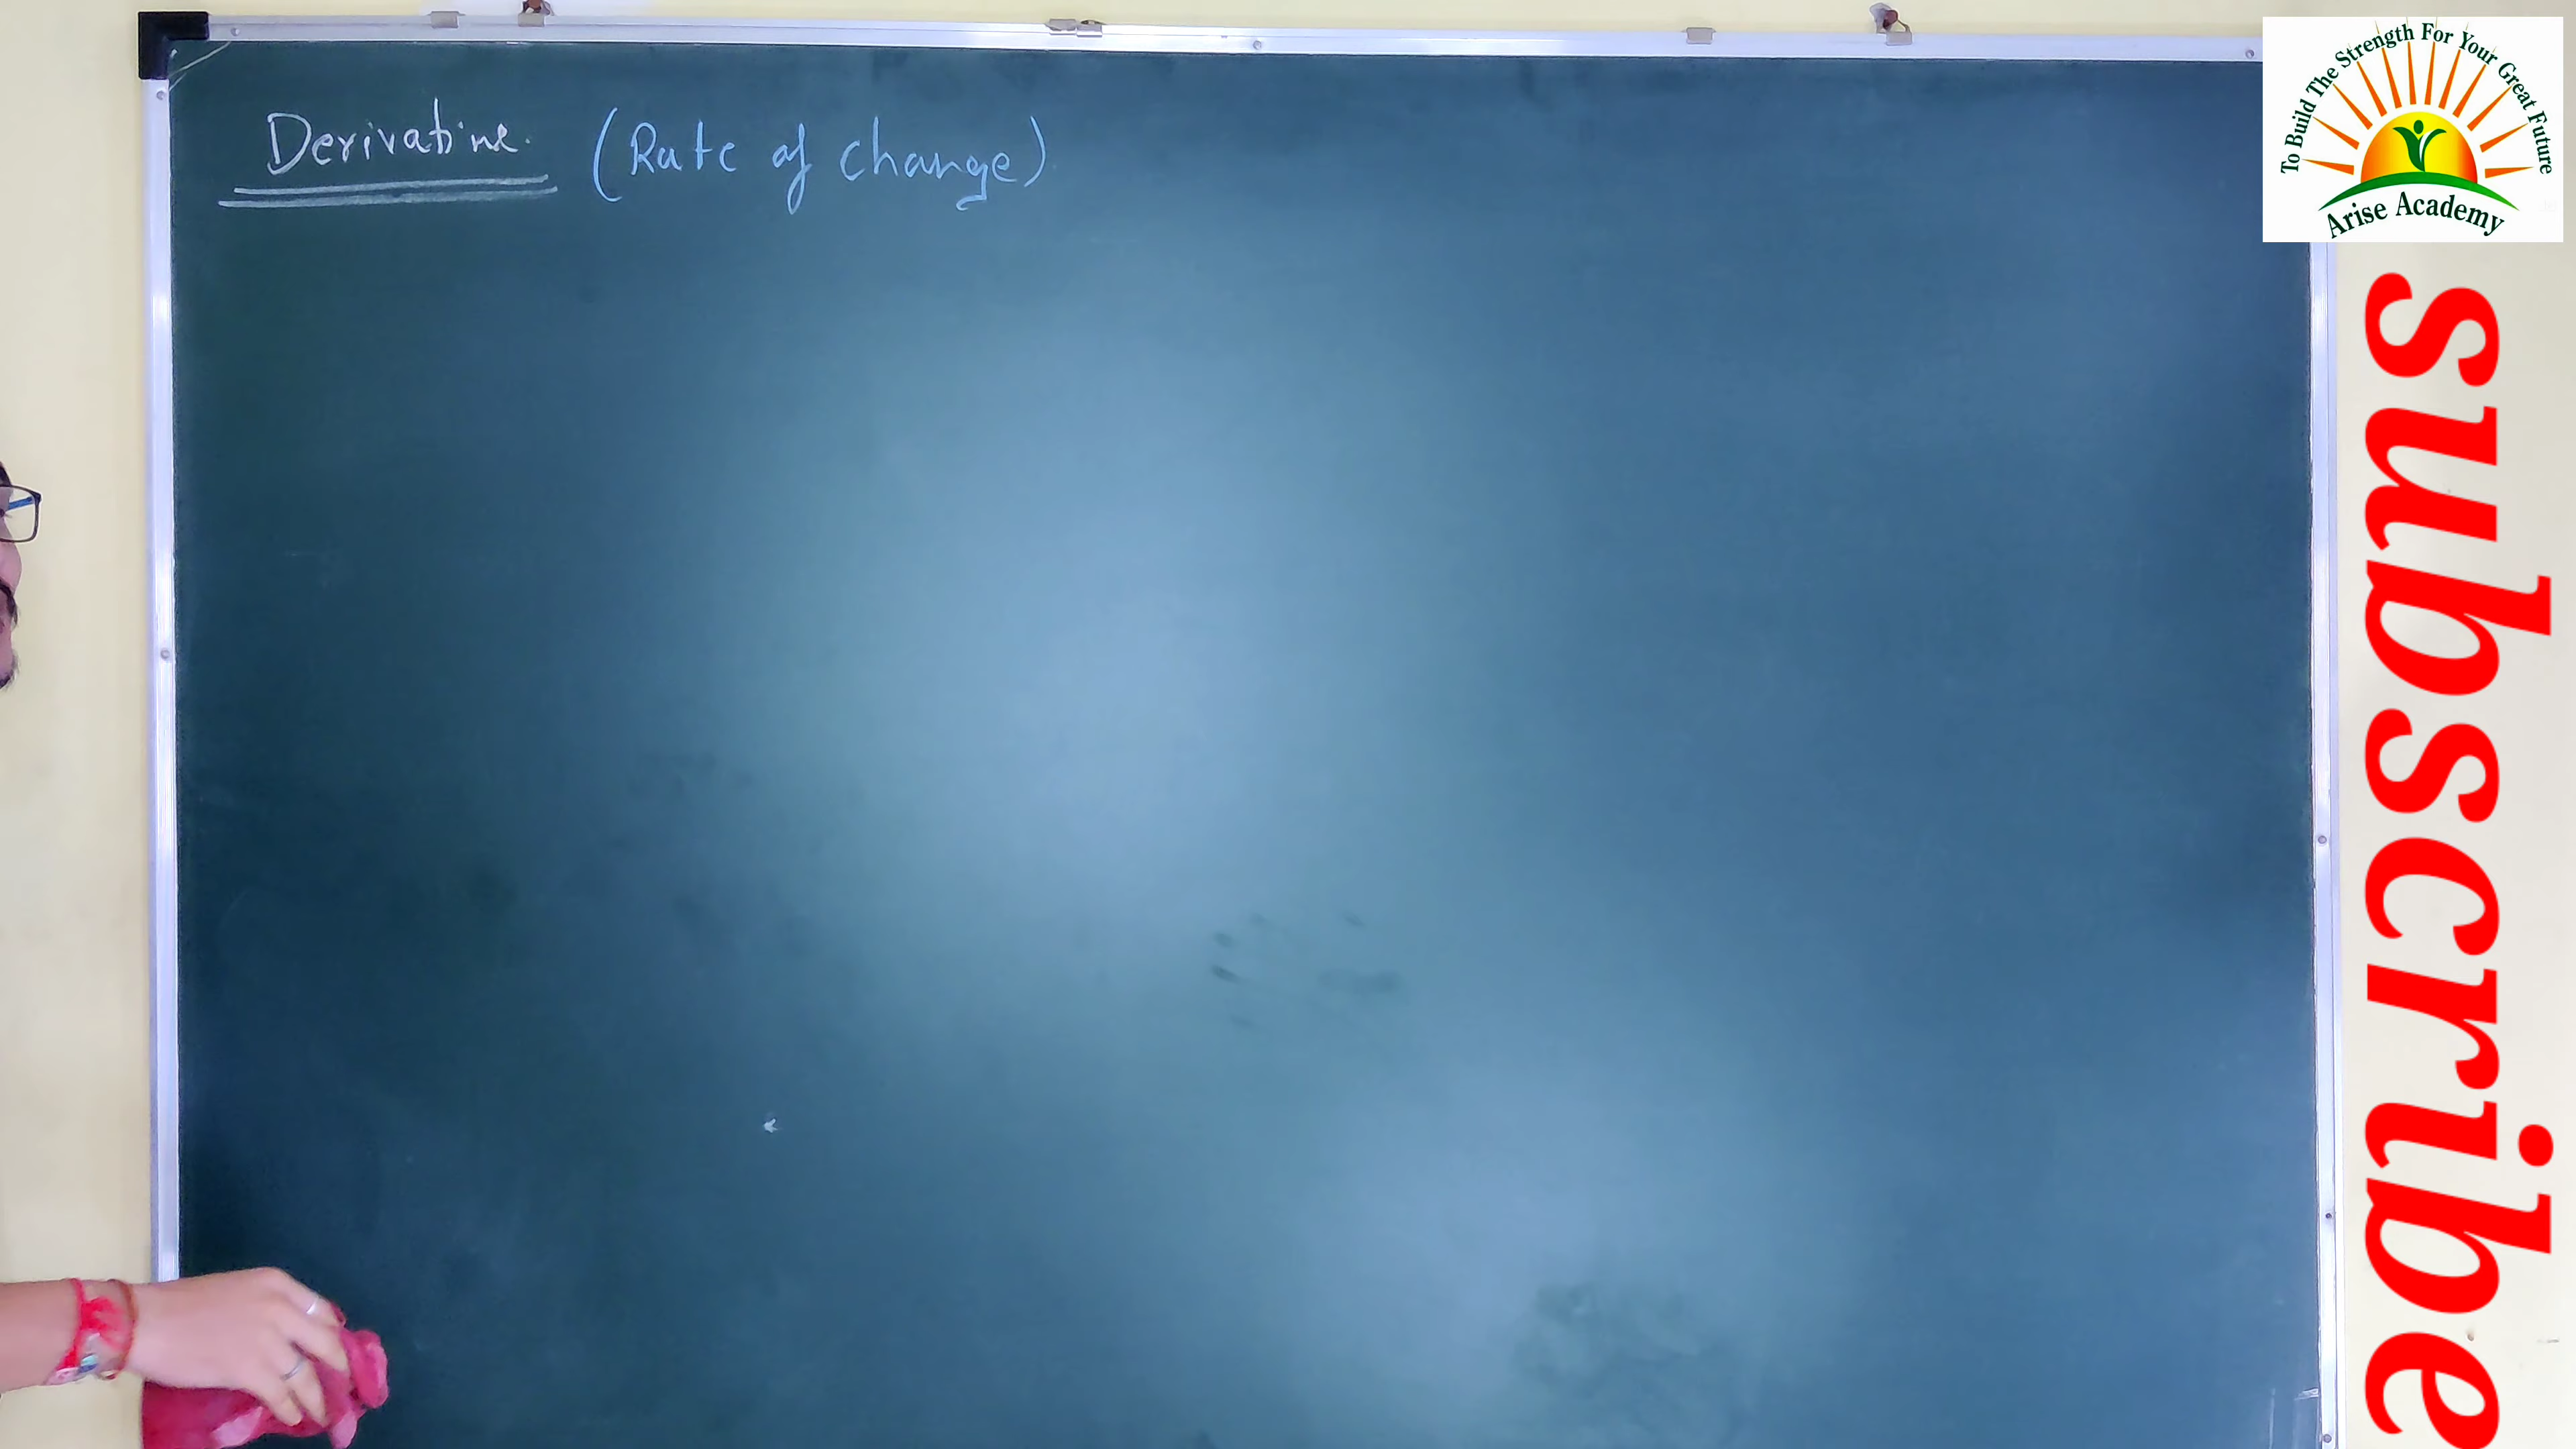 Derivative. (Rate of change)
To Build The Strength For Your Great Future
Arise Academy
subscribe